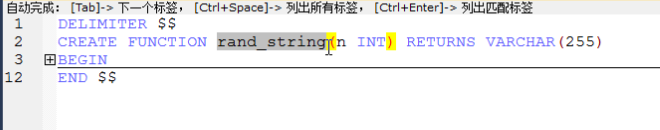 自动完成: [Tab]-> 下一个标签, [Ctrl+Space]-> 列出所有标签, [Ctrl+Enter]-> 列出匹配标签
1 DELIMITER $$
2 CREATE FUNCTION rand_string(n INT) RETURNS VARCHAR(255)
3 BEGIN
12 END $$